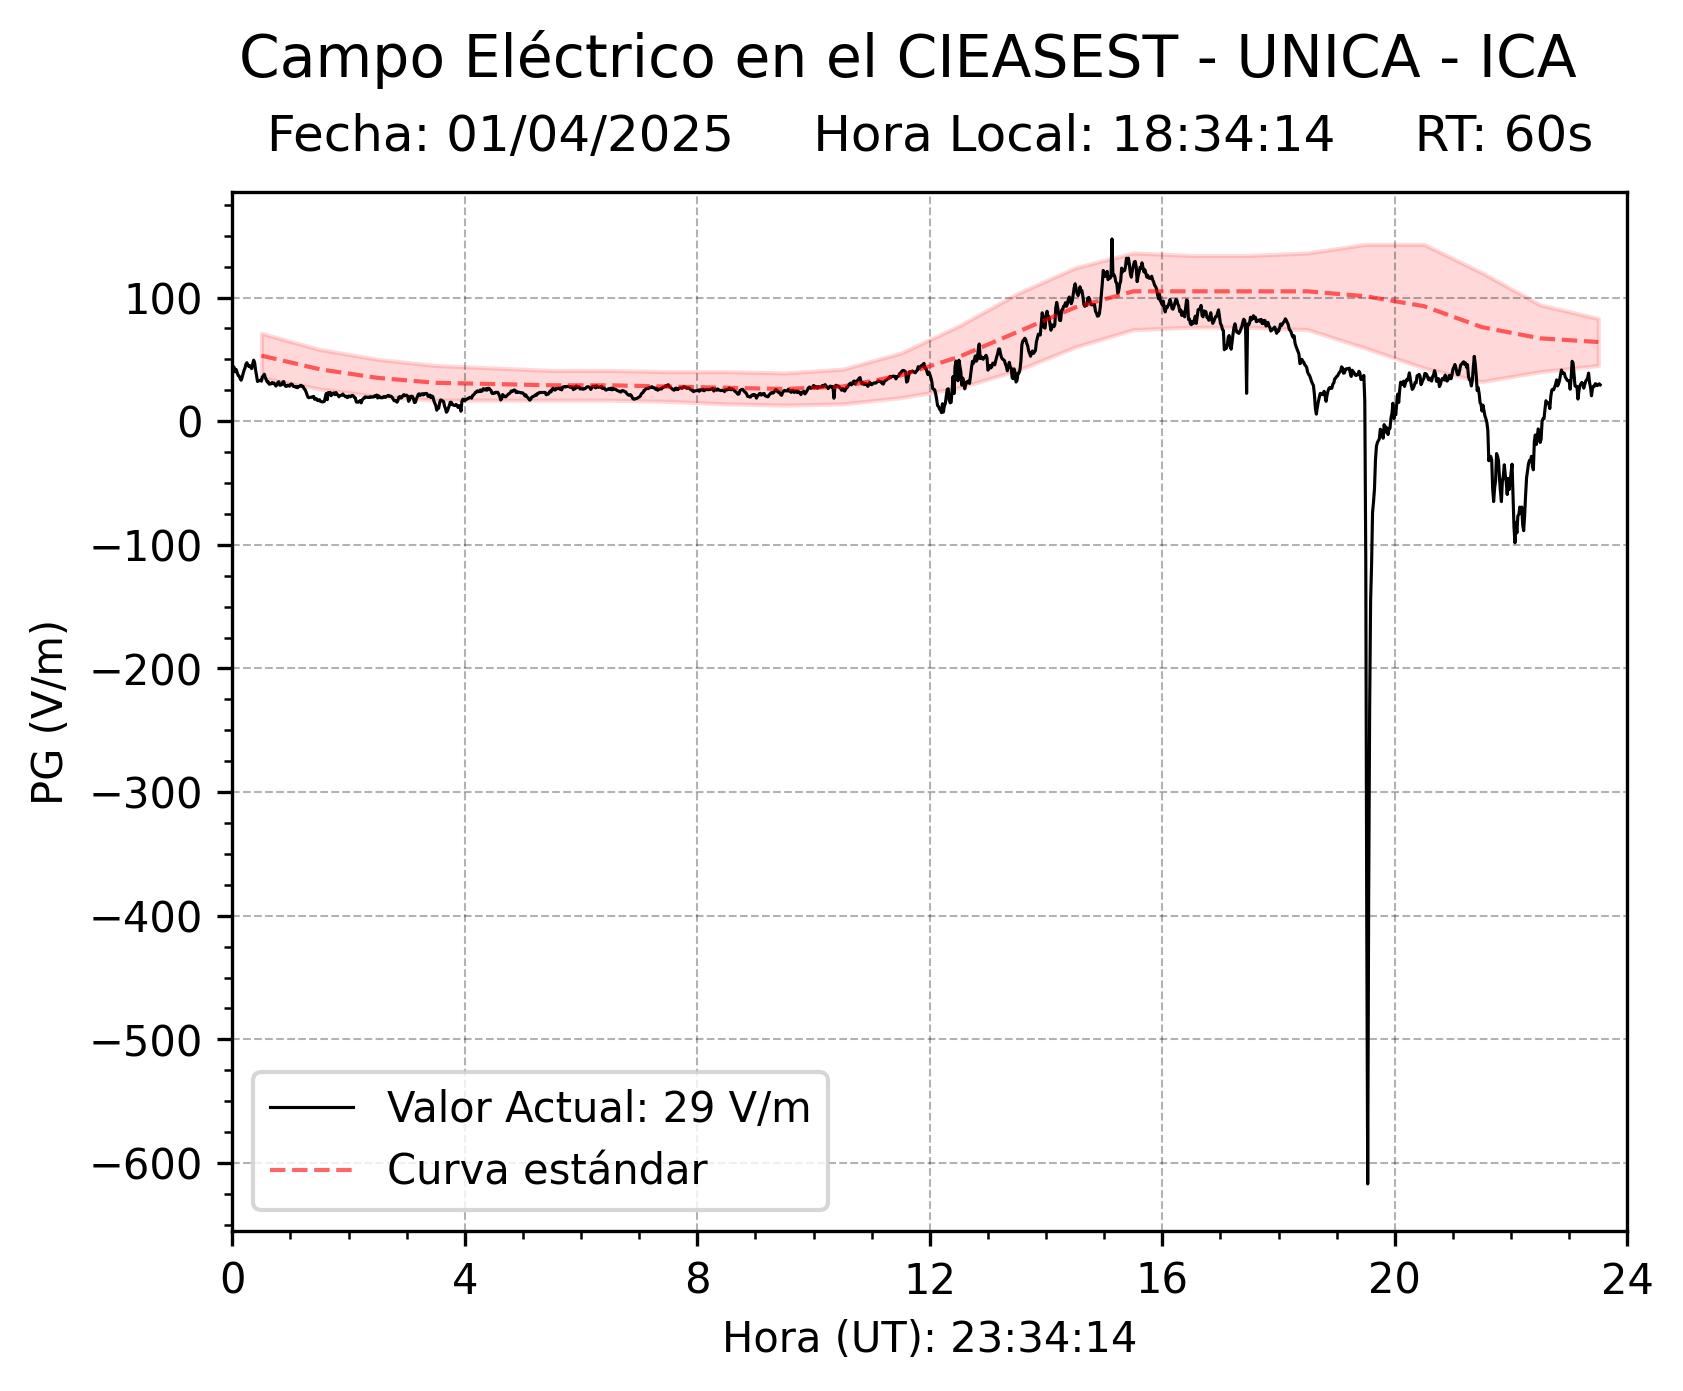 Campo Eléctrico en el CIEASEST - UNICA - ICA
Fecha: 01/04/2025 Hora Local: 18:34:14 RT: 60s
100
0
−100
−200
−300
−400
−500
−600
PG (V/m)
Valor Actual: 29 V/m
Curva estándar
0 4 8 12 16 20 24
Hora (UT): 23:34:14